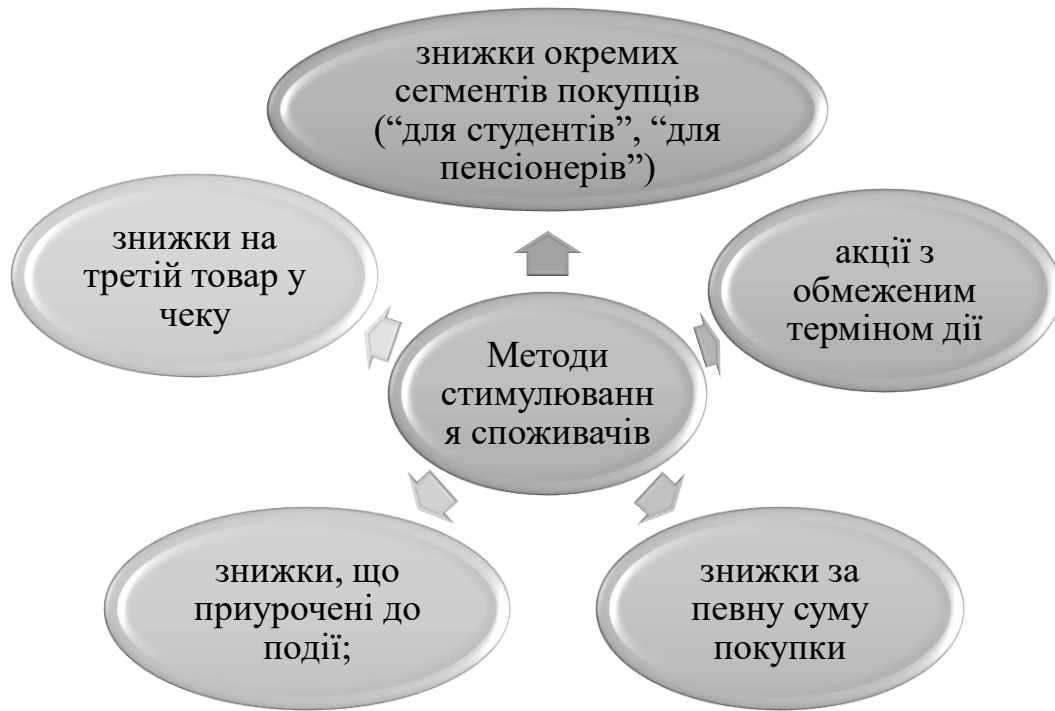 знижки окремих
сегментів покупців
(“для студентів”, “для
пенсіонерів”)
знижки на
третій товар у
чеку
акції з
обмеженим
терміном дії
Методи
стимулюванн
я споживачів
знижки, що
приурочені до
події;
знижки за
певну суму
покупки